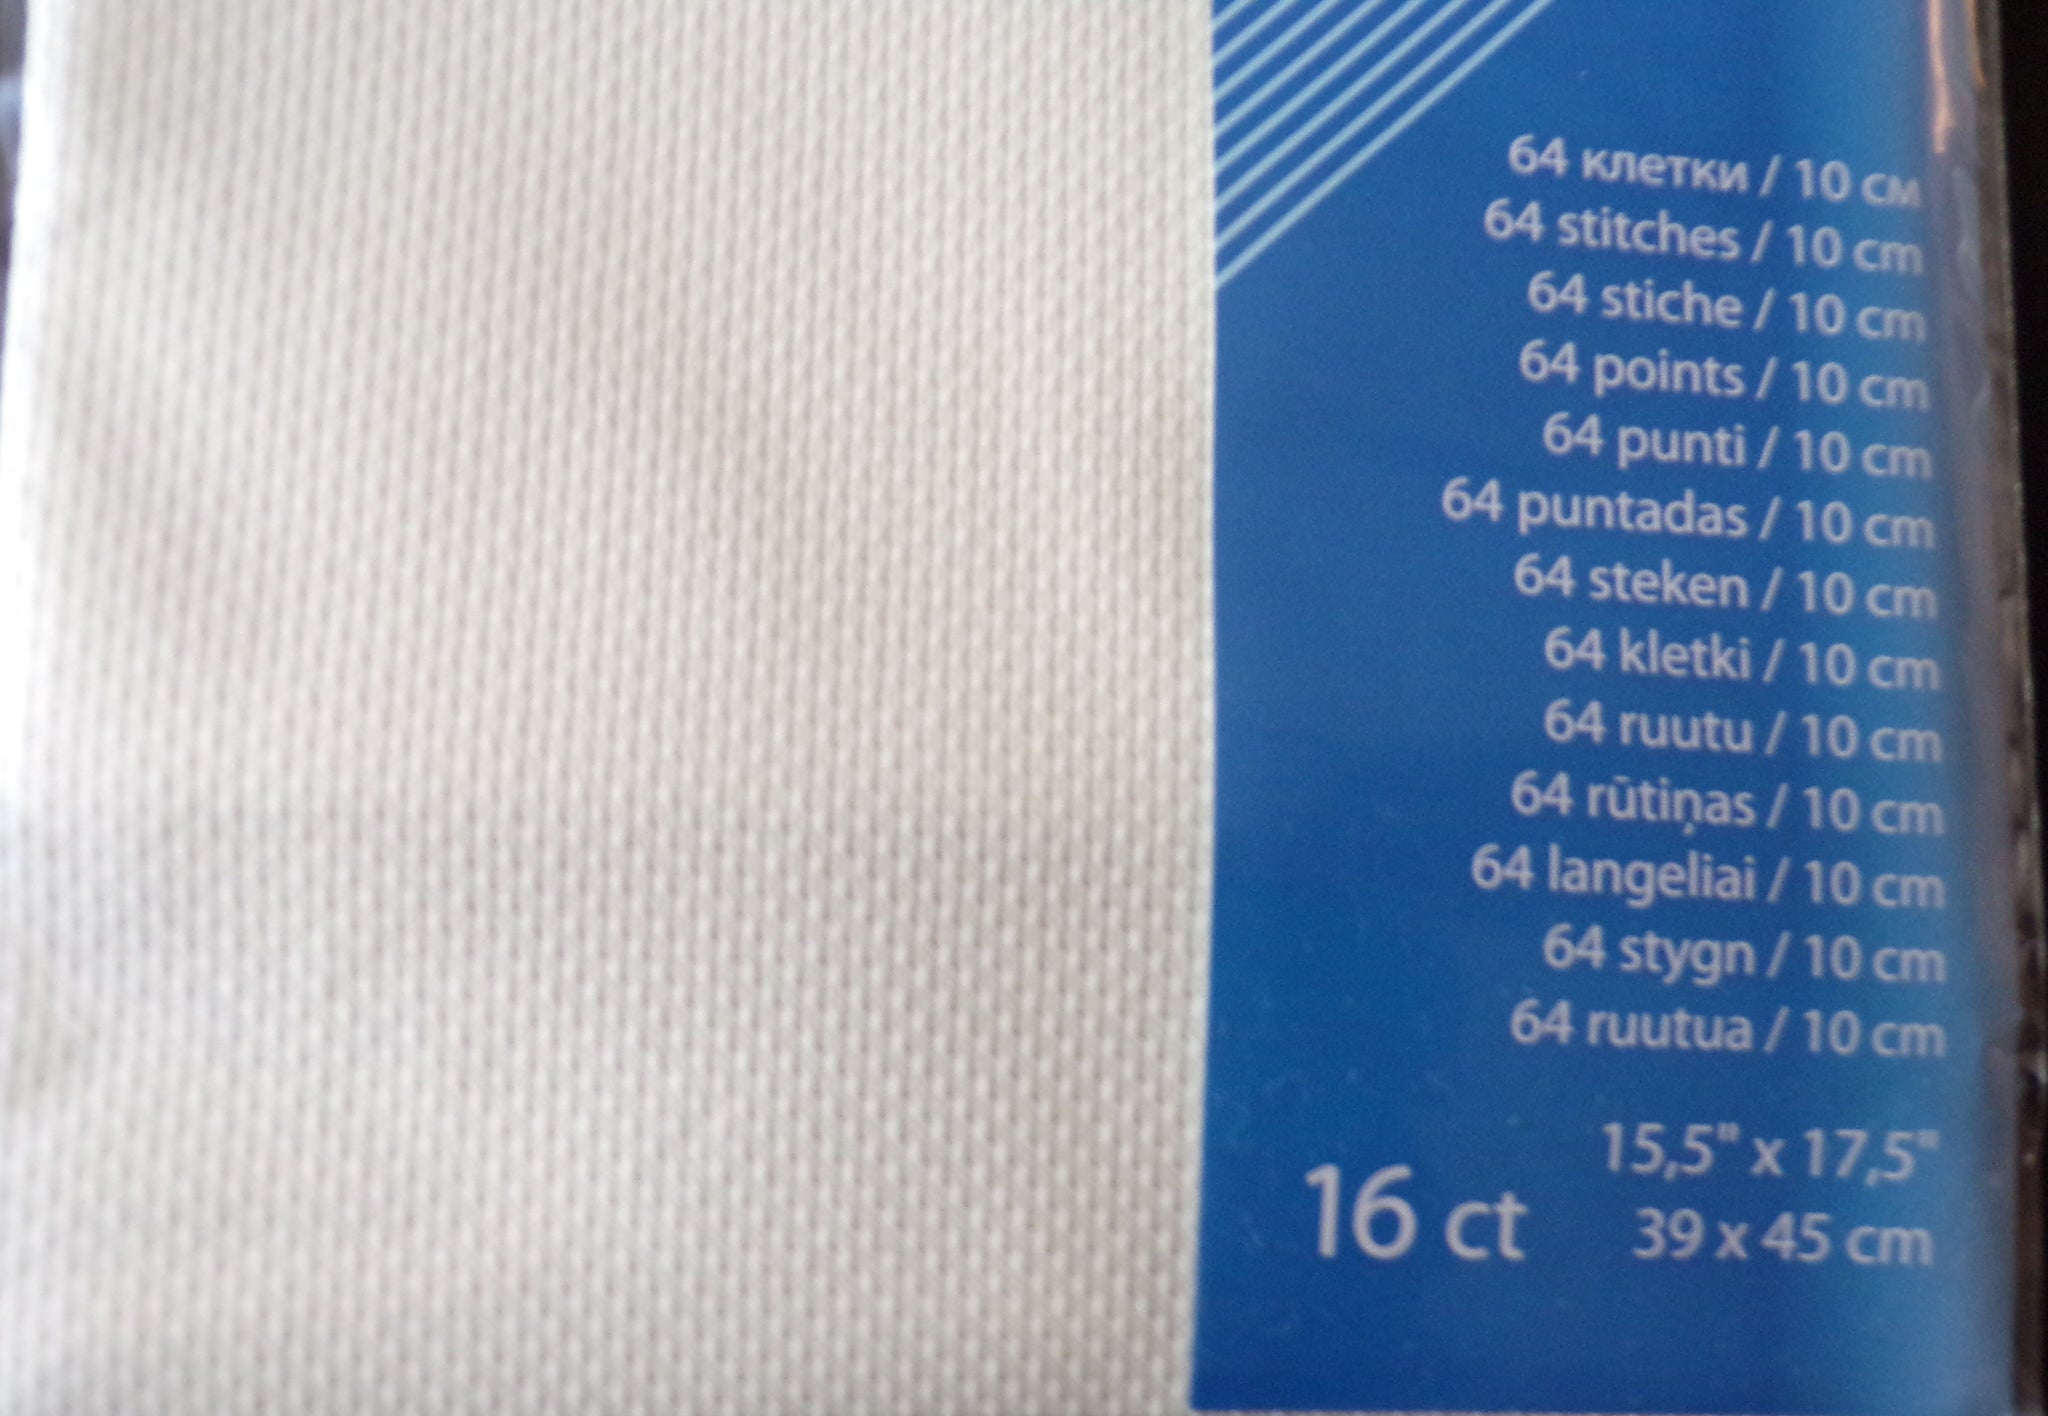 64 клетки / 10 см
64 stitches / 10 cm
64 stiche / 10 cm
64 points / 10 cm
64 punti / 10 cm
64 puntadas / 10 cm
64 steken / 10 cm
64 kletki / 10 cm
64 ruutu / 10 cm
64 rūtiņas / 10 cm
64 langeliai / 10 cm
64 stygn / 10 cm
64 ruutua / 10 cm
15,5" x 17,5"
16 ct 39 x 45 cm